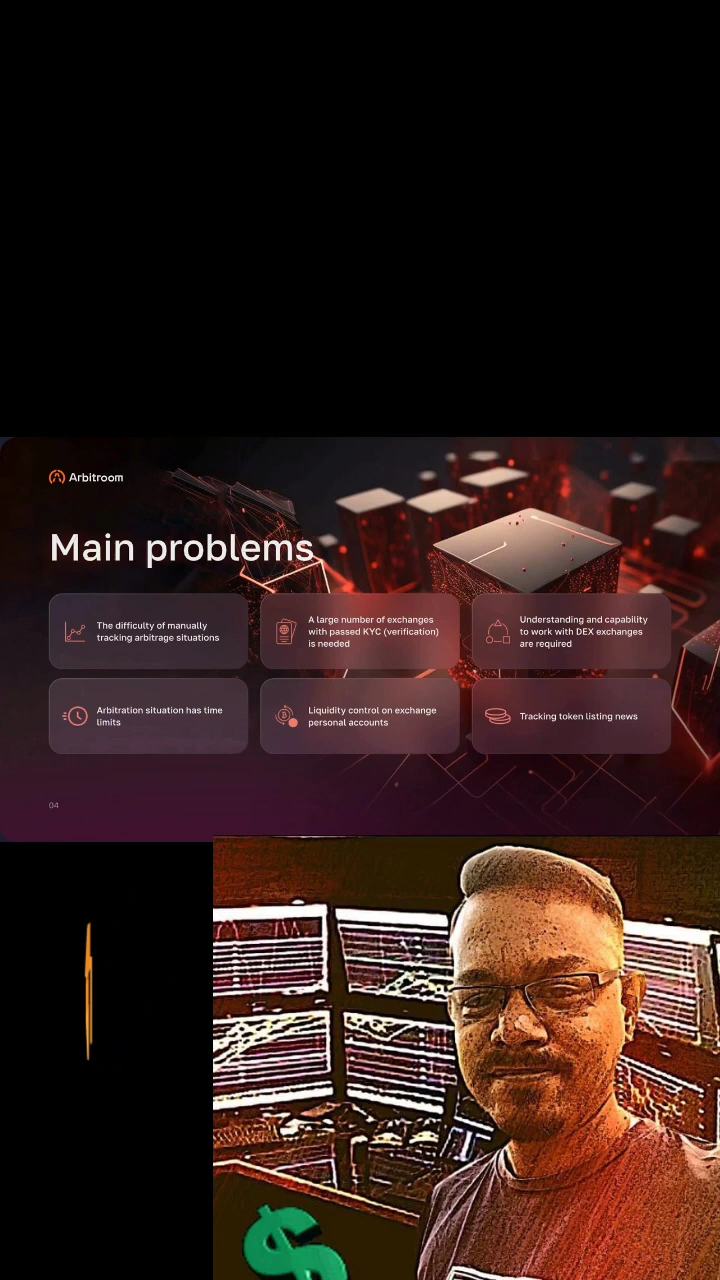 Arbitroom
Main problems
The difficulty of manually
tracking arbitrage situations
A large number of exchanges
with passed KYC (verification)
is needed
Understanding and capability
to work with DEX exchanges
are required
Arbitration situation has time
limits
Liquidity control on exchange
personal accounts
Tracking token listing news
04